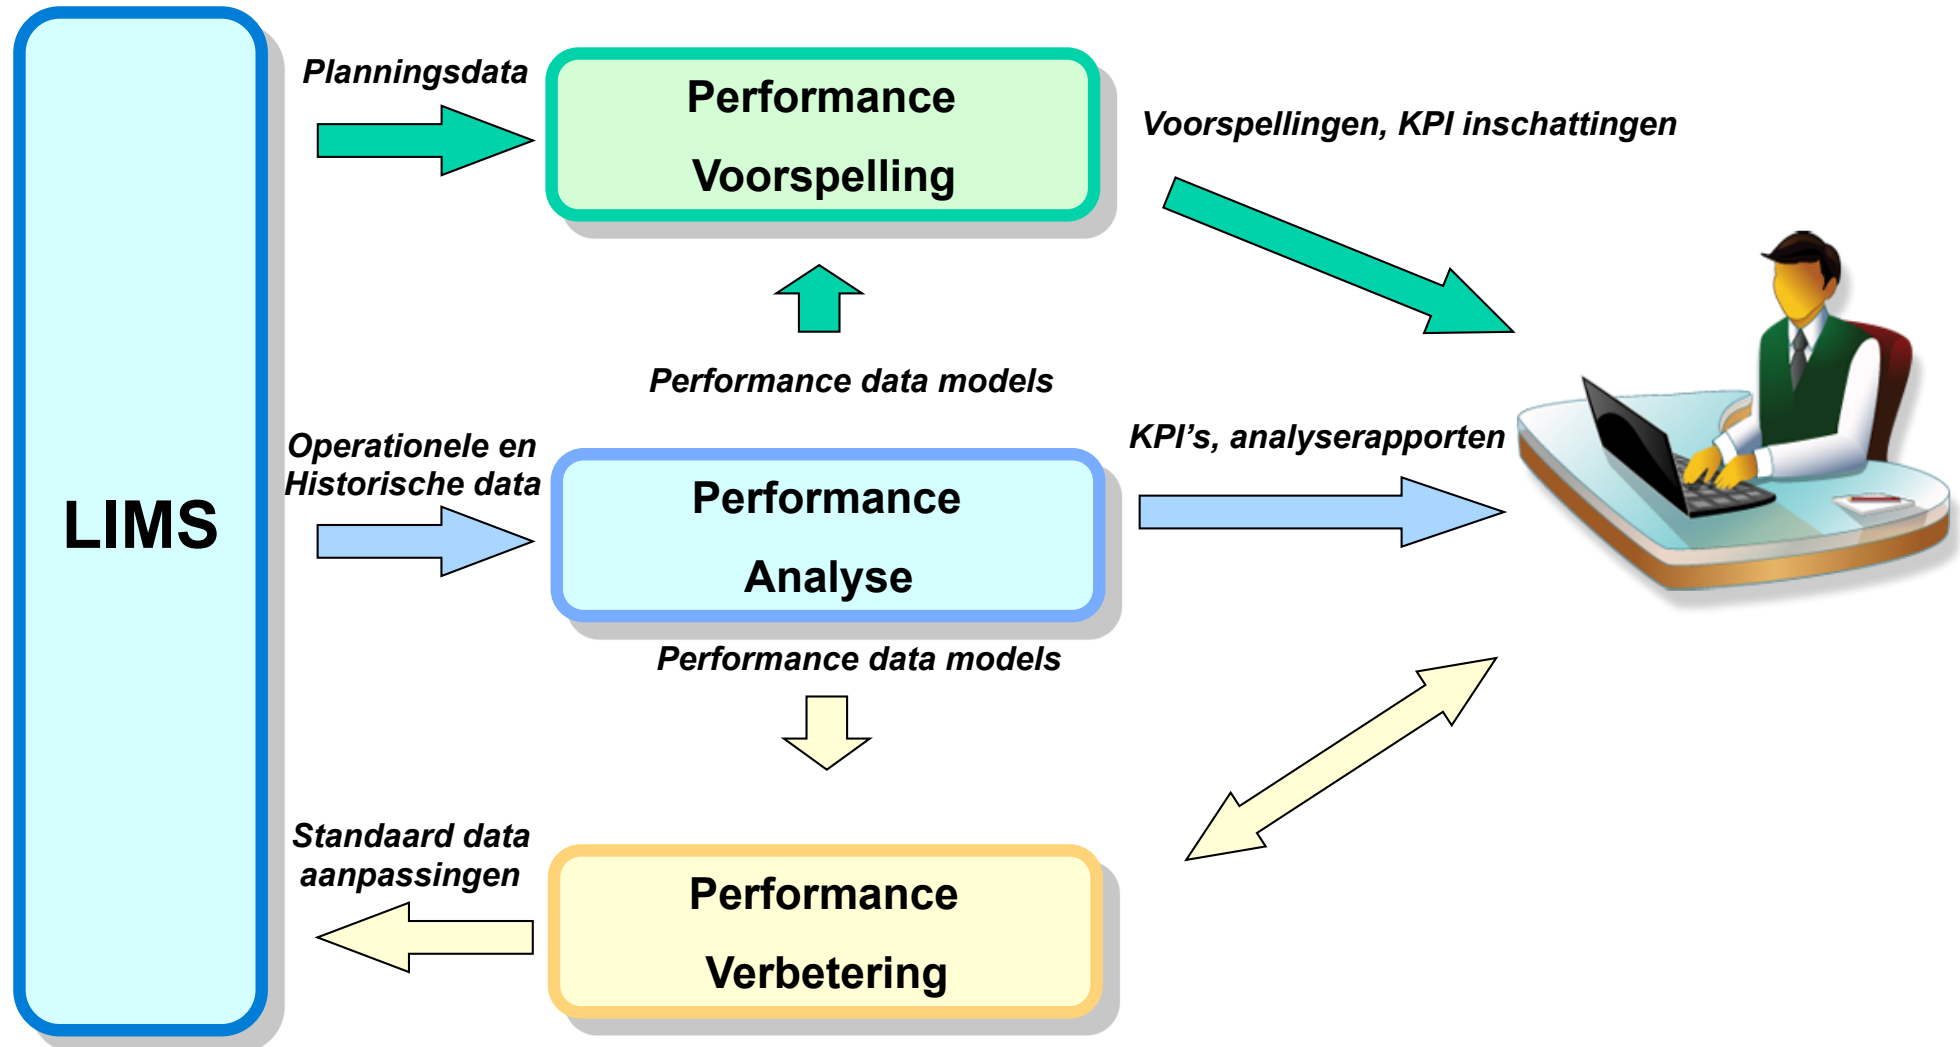 LIMS
Planningsdata
Performance
Voorspelling
Voorspellingen, KPI inschattingen
Performance data models
Operationele en
Historische data
Performance
Analyse
KPI's, analyserapporten
Performance data models
Standaard data
aanpassingen
Performance
Verbetering